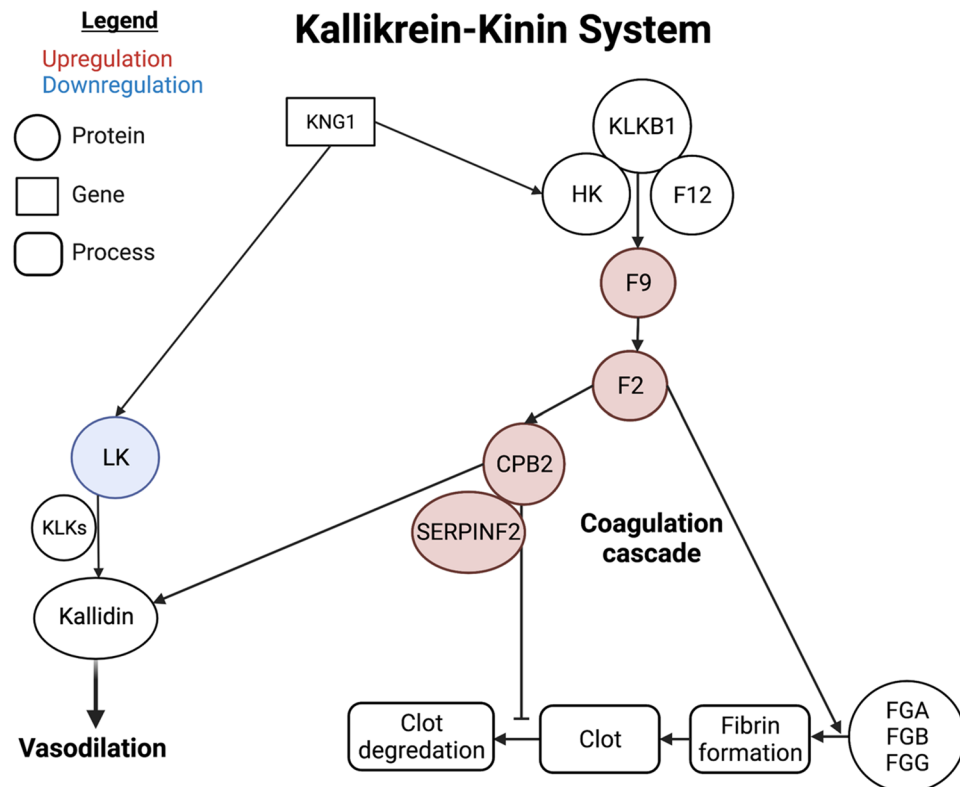 Legend
Kallikrein-Kinin System
Upregulation
Downregulation
Protein
Gene
Process
KNG1
KLKB1
HK
F12
F9
F2
LK
CPB2
KLKs
SERPINF2
Coagulation
cascade
Kallidin
Vasodilation
Clot
degredation
Clot
Fibrin
formation
FGA
FGB
FGG